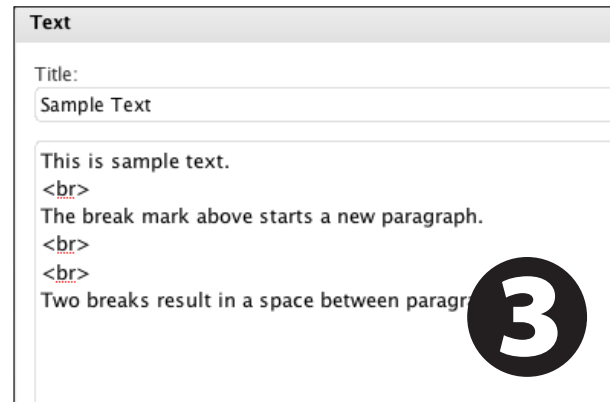 Text
Title:
Sample Text
This is sample text.
<br>
The break mark above starts a new paragraph.
<br>
<br>
Two breaks result in a space between
3